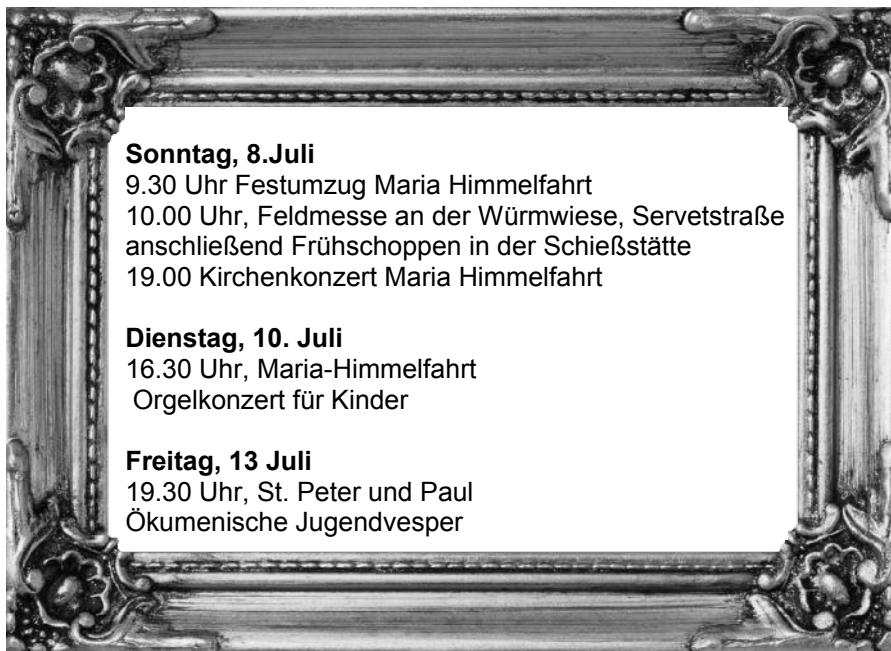 Sonntag, 8.Juli
9.30 Uhr Festumzug Maria Himmelfahrt
10.00 Uhr, Feldmesse an der Würmwiese, Servetstraße
anschließend Frühschoppen in der Schießstätte
19.00 Kirchenkonzert Maria Himmelfahrt
Dienstag, 10. Juli
16.30 Uhr, Maria-Himmelfahrt
Orgelkonzert für Kinder
Freitag, 13 Juli
19.30 Uhr, St. Peter und Paul
Ökumenische Jugendvesper